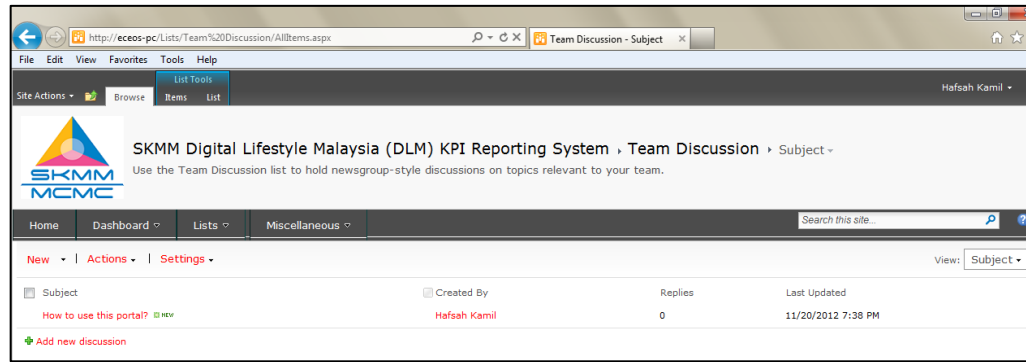 http://eceos-pc/Lists/Team%20Discussion/AllItems.aspx
Team Discussion - Subject
File Edit View Favorites Tools Help
List Tools
Site Actions Browse Items List
Hafsah Kamil
SKMM
MCMC
SKMM Digital Lifestyle Malaysia (DLM) KPI Reporting System Team Discussion Subject
Use the Team Discussion list to hold newsgroup-style discussions on topics relevant to your team.
Home Dashboard Lists Miscellaneous
Search this site...
New Actions Settings
View: Subject
Subject Created By Replies Last Updated
How to use this portal? NEW Hafsah Kamil 0 11/20/2012 7:38 PM
Add new discussion